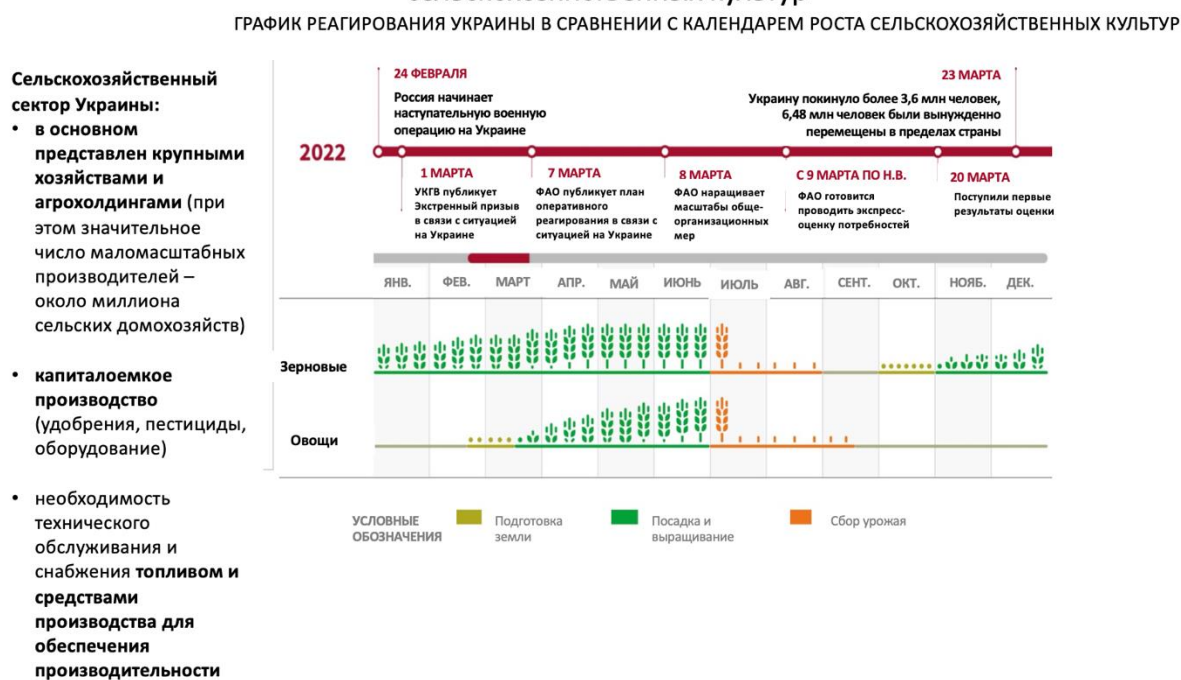 ГРАФИК РЕАГИРОВАНИЯ УКРАИНЫ В СРАВНЕНИИ С КАЛЕНДАРЕМ РОСТА СЕЛЬСКОХОЗЯЙСТВЕННЫХ КУЛЬТУР
Сельскохозяйственный
сектор Украины:
• в основном
представлен крупными
хозяйствами и
агрохолдингами (при
этом значительное
число маломасштабных
производителей –
около миллиона
сельских домохозяйств)
• капиталоемкое
производство
(удобрения, пестициды,
оборудование)
• необходимость
технического
обслуживания и
снабжения топливом и
средствами
производства для
обеспечения
производительности
24 ФЕВРАЛЯ
Россия начинает
наступательную военную
операцию на Украине
23 МАРТА
Украину покинуло более 3,6 млн человек,
6,48 млн человек были вынужденно
перемещены в пределах страны
2022
1 МАРТА
УКГВ публикует
Экстренный призыв
в связи с ситуацией
на Украине
7 МАРТА
ФАО публикует план
оперативного
реагирования в связи с
ситуацией на Украине
8 МАРТА
ФАО наращивает
масштабы обще-
организационных
мер
С 9 МАРТА ПО Н.В.
ФАО готовится
проводить экспресс-
оценку потребностей
20 МАРТА
Поступили первые
результаты оценки
ЯНВ. ФЕВ. МАРТ АПР. МАЙ ИЮНЬ ИЮЛЬ АВГ. СЕНТ. ОКТ. НОЯБ. ДЕК.
Зерновые
Овощи
УСЛОВНЫЕ
ОБОЗНАЧЕНИЯ
Подготовка
земли
Посадка и
выращивание
Сбор урожая